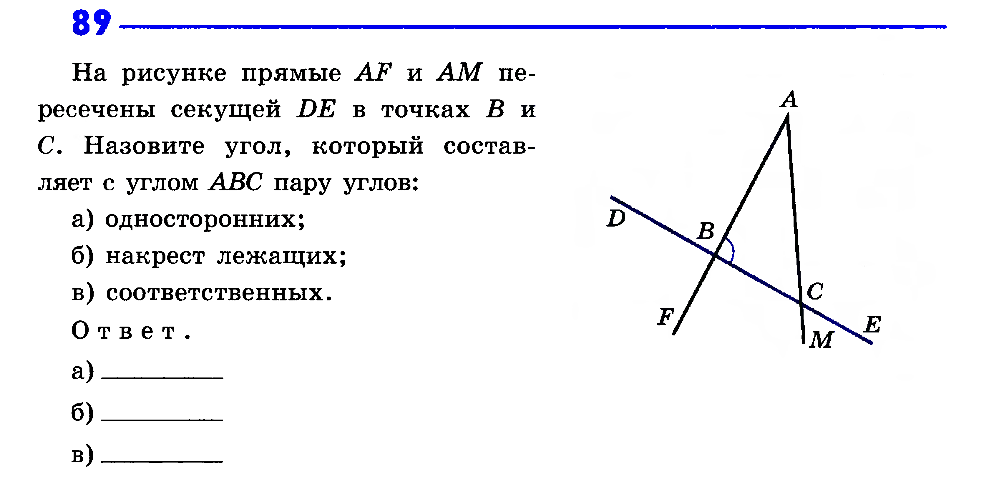 89
На рисунке прямые AF и AM пе-
ресечены секущей DE в точках B и
C. Назовите угол, который состав-
ляет с углом ABC пару углов:
а) односторонних;
б) накрест лежащих;
в) соответственных.
Ответ.
а)
б)
в)
A
D
B
C
F
E
M